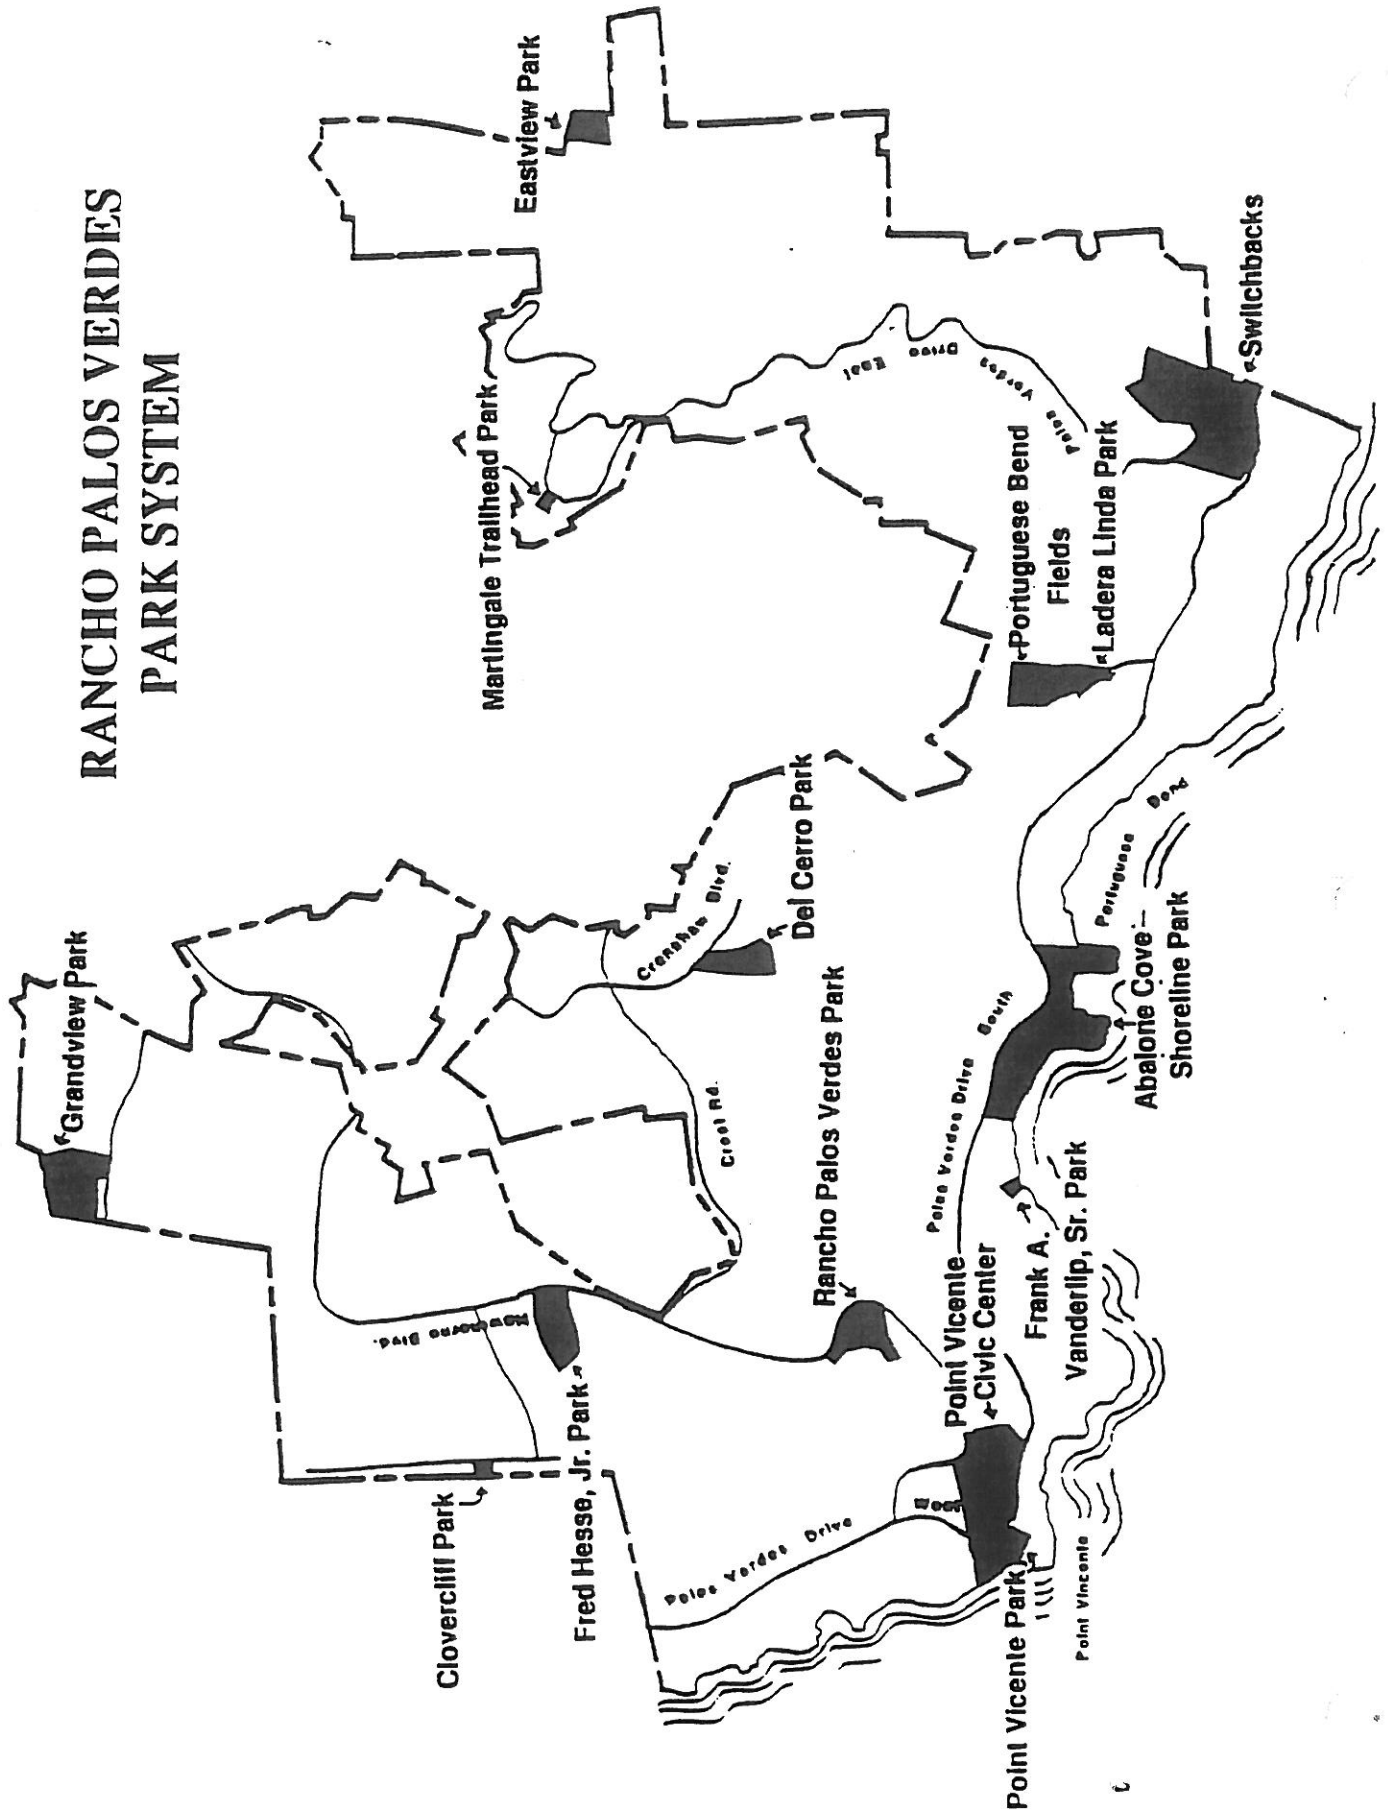 RANCHO PALOS VERDES
PARK SYSTEM
Grandview Park
Eastview Park
Clovercliff Park
Martingale Trailhead Park
Hawthorne Blvd.
Fred Hesse, Jr. Park
Crenshaw Blvd.
Crest Rd.
Del Cerro Park
Rancho Palos Verdes Park
Palos Verdes Drive East
Palos Verdes Drive
West
Palos Verdes Drive South
Point Vicente
Civic Center
Portuguese Bend
Fields
Ladera Linda Park
Switchbacks
Point Vicente Park
Frank A.
Vanderlip, Sr. Park
Abalone Cove
Shoreline Park
Portuguese Bend
Point Vincente